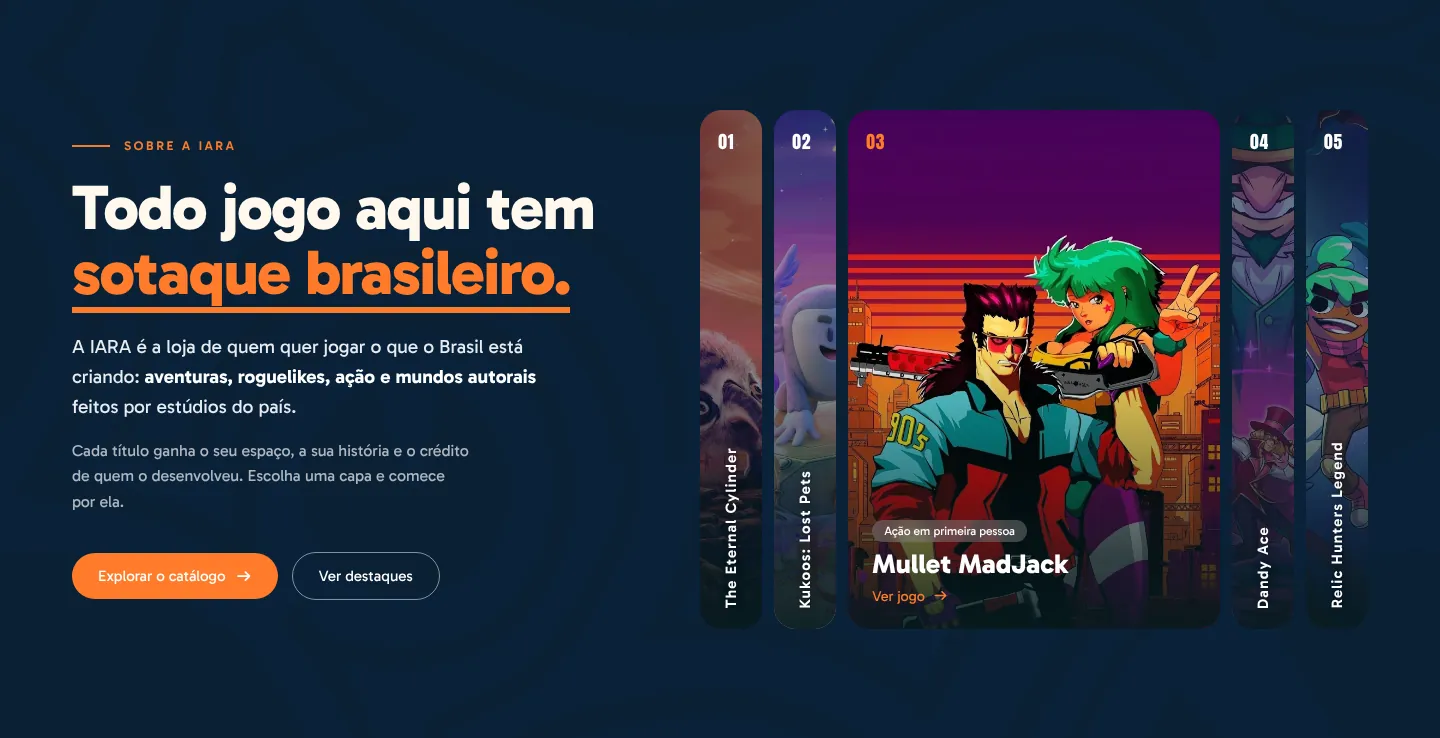 SOBRE A IARA
Todo jogo aqui tem
sotaque brasileiro.
A IARA é a loja de quem quer jogar o que o Brasil está
criando: aventuras, roguelikes, ação e mundos autorais
feitos por estúdios do país.
Cada título ganha o seu espaço, a sua história e o crédito
de quem o desenvolveu. Escolha uma capa e comece
por ela.
Explorar o catálogo →
Ver destaques
01
The Eternal Cylinder
02
Kukoos: Lost Pets
03
90's
Ação em primeira pessoa
Mullet MadJack
Ver jogo →
04
Dandy Ace
05
Relic Hunters Legend